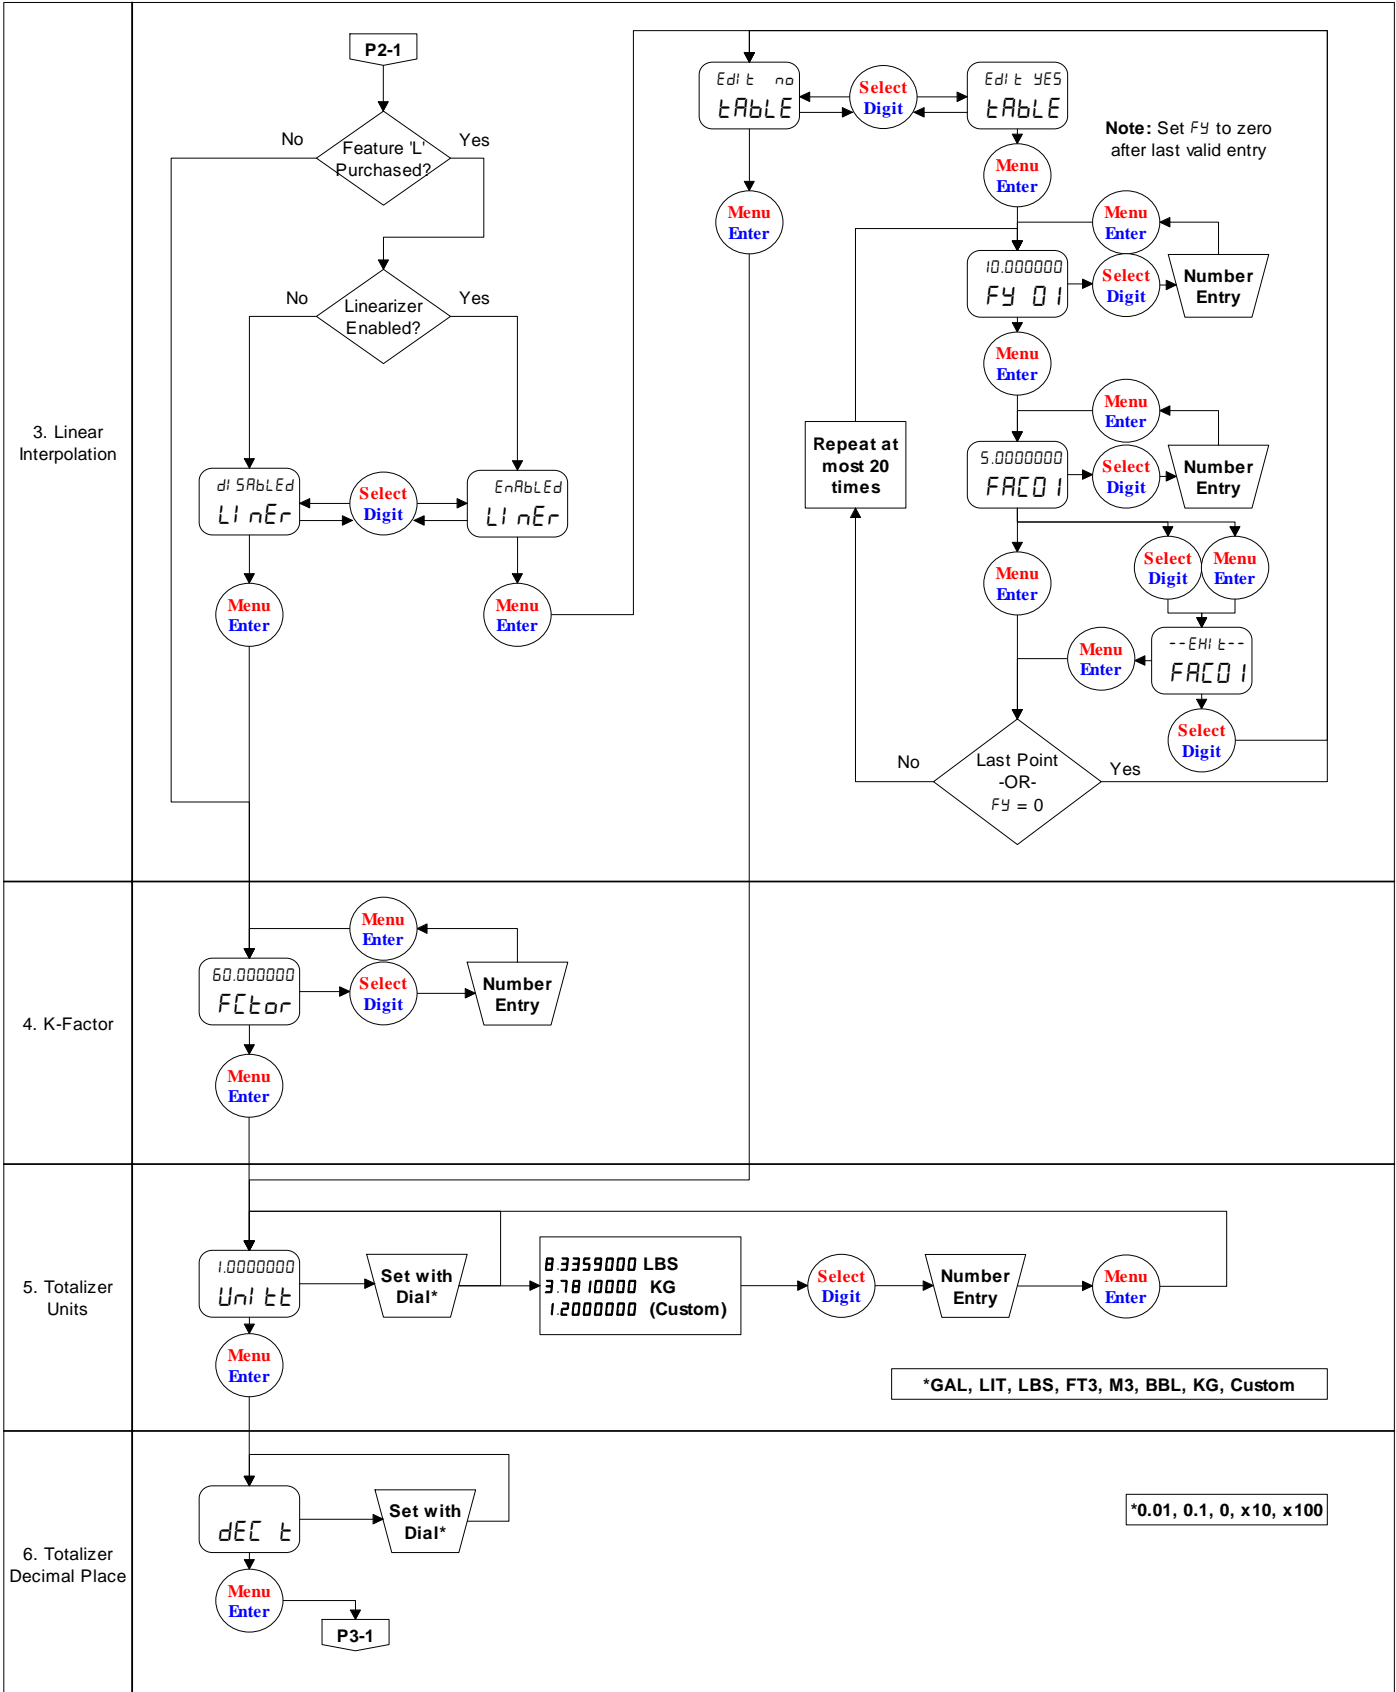 3. Linear
Interpolation
P2-1
Feature 'L'
Purchased?
No
Yes
Linearizer
Enabled?
No
Yes
dISAbLEd
LInEr
Select
Digit
EnAbLEd
LInEr
Menu
Enter
Menu
Enter
EdIt no
tAbLE
Select
Digit
EdIt YES
tAbLE
Menu
Enter
Menu
Enter
Note: Set FY to zero
after last valid entry
Menu
Enter
10.000000
FY 01
Select
Digit
Number
Entry
Menu
Enter
Menu
Enter
5.0000000
FAC01
Select
Digit
Number
Entry
Repeat at
most 20
times
Menu
Enter
Select
Digit
Menu
Enter
--EHIt--
FAC01
Menu
Enter
Select
Digit
Last Point
-OR-
FY = 0
No
Yes
4. K-Factor
Menu
Enter
60.000000
FCtor
Select
Digit
Number
Entry
Menu
Enter
5. Totalizer
Units
1.0000000
UnItt
Set with
Dial*
8.3359000 LBS
3.7810000 KG
1.2000000 (Custom)
Select
Digit
Number
Entry
Menu
Enter
Menu
Enter
*GAL, LIT, LBS, FT3, M3, BBL, KG, Custom
6. Totalizer
Decimal Place
dEC t
Set with
Dial*
*0.01, 0.1, 0, x10, x100
Menu
Enter
P3-1